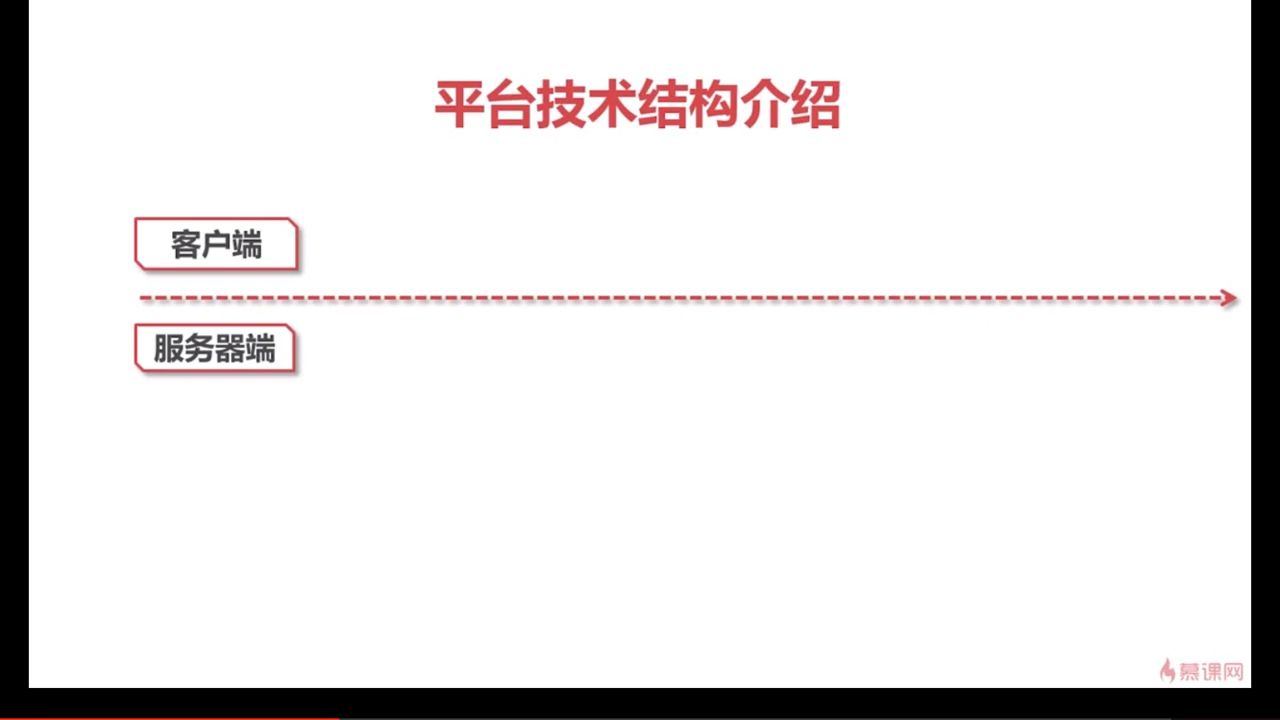 平台技术结构介绍
客户端
服务器端
慕课网